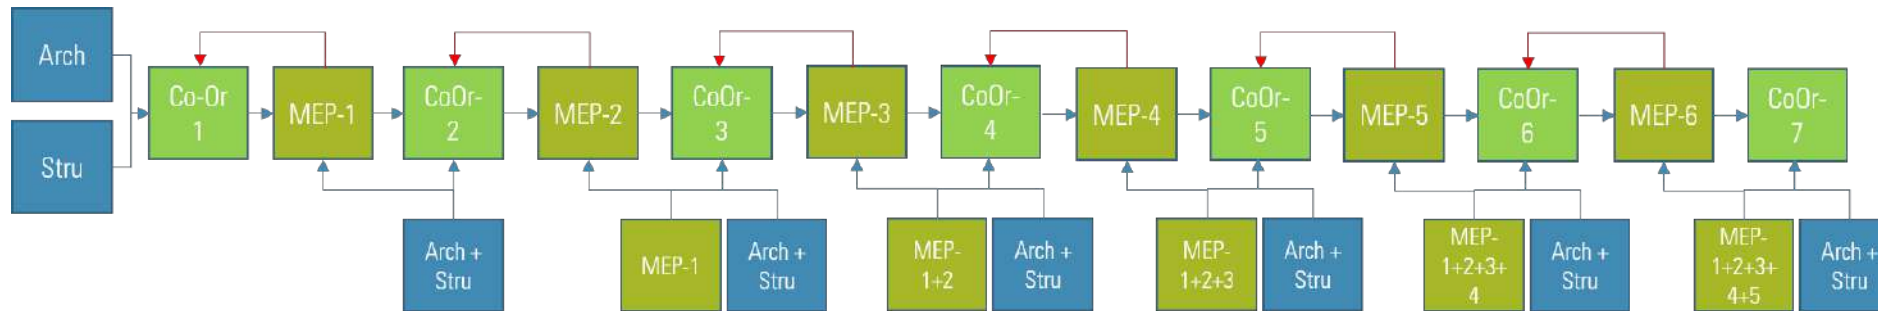 Arch
Stru
Co-Or
1
MEP-1
CoOr-
2
MEP-2
CoOr-
3
MEP-3
CoOr-
4
MEP-4
CoOr-
5
MEP-5
CoOr-
6
MEP-6
CoOr-
7
Arch +
Stru
MEP-1
Arch +
Stru
MEP-
1+2
Arch +
Stru
MEP-
1+2+3
Arch +
Stru
MEP-
1+2+3+
4
Arch +
Stru
MEP-
1+2+3+
4+5
Arch +
Stru